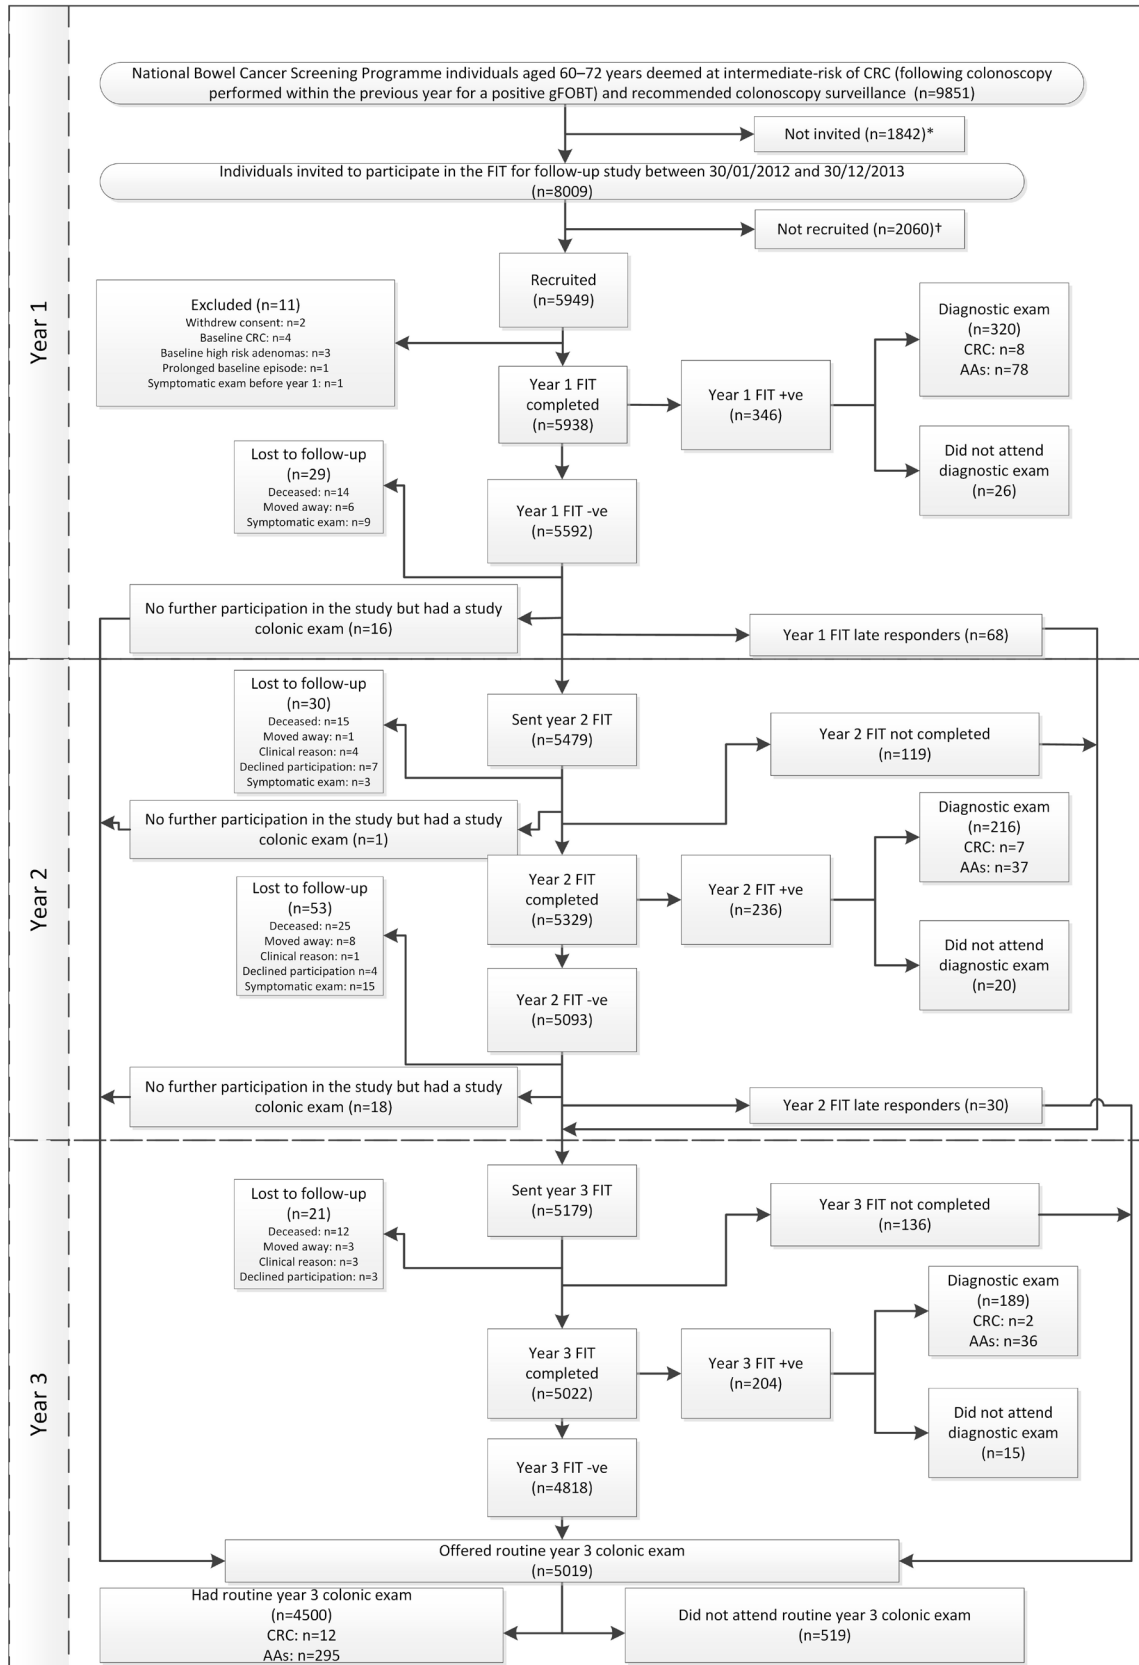 National Bowel Cancer Screening Programme individuals aged 60–72 years deemed at intermediate-risk of CRC (following colonoscopy
performed within the previous year for a positive gFOBT) and recommended colonoscopy surveillance (n=9851)
Not invited (n=1842)*
Individuals invited to participate in the FIT for follow-up study between 30/01/2012 and 30/12/2013
(n=8009)
Not recruited (n=2060)†
Year 1
Recruited
(n=5949)
Excluded (n=11)
Withdrew consent: n=2
Baseline CRC: n=4
Baseline high risk adenomas: n=3
Prolonged baseline episode: n=1
Symptomatic exam before year 1: n=1
Year 1 FIT
completed
(n=5938)
Year 1 FIT +ve
(n=346)
Diagnostic exam
(n=320)
CRC: n=8
AAs: n=78
Did not attend
diagnostic exam
(n=26)
Lost to follow-up
(n=29)
Deceased: n=14
Moved away: n=6
Symptomatic exam: n=9
Year 1 FIT -ve
(n=5592)
No further participation in the study but had a study
colonic exam (n=16)
Year 1 FIT late responders (n=68)
Year 2
Lost to follow-up
(n=30)
Deceased: n=15
Moved away: n=1
Clinical reason: n=4
Declined participation: n=7
Symptomatic exam: n=3
Sent year 2 FIT
(n=5479)
Year 2 FIT not completed
(n=119)
No further participation in the study but had a study
colonic exam (n=1)
Year 2 FIT
completed
(n=5329)
Year 2 FIT +ve
(n=236)
Diagnostic exam
(n=216)
CRC: n=7
AAs: n=37
Did not attend
diagnostic exam
(n=20)
Lost to follow-up
(n=53)
Deceased: n=25
Moved away: n=8
Clinical reason: n=1
Declined participation n=4
Symptomatic exam: n=15
Year 2 FIT -ve
(n=5093)
No further participation in the study but had a study
colonic exam (n=18)
Year 2 FIT late responders (n=30)
Year 3
Sent year 3 FIT
(n=5179)
Lost to follow-up
(n=21)
Deceased: n=12
Moved away: n=3
Clinical reason: n=3
Declined participation: n=3
Year 3 FIT not completed
(n=136)
Year 3 FIT
completed
(n=5022)
Year 3 FIT +ve
(n=204)
Diagnostic exam
(n=189)
CRC: n=2
AAs: n=36
Did not attend
diagnostic exam
(n=15)
Year 3 FIT -ve
(n=4818)
Offered routine year 3 colonic exam
(n=5019)
Had routine year 3 colonic exam
(n=4500)
CRC: n=12
AAs: n=295
Did not attend routine year 3 colonic exam
(n=519)